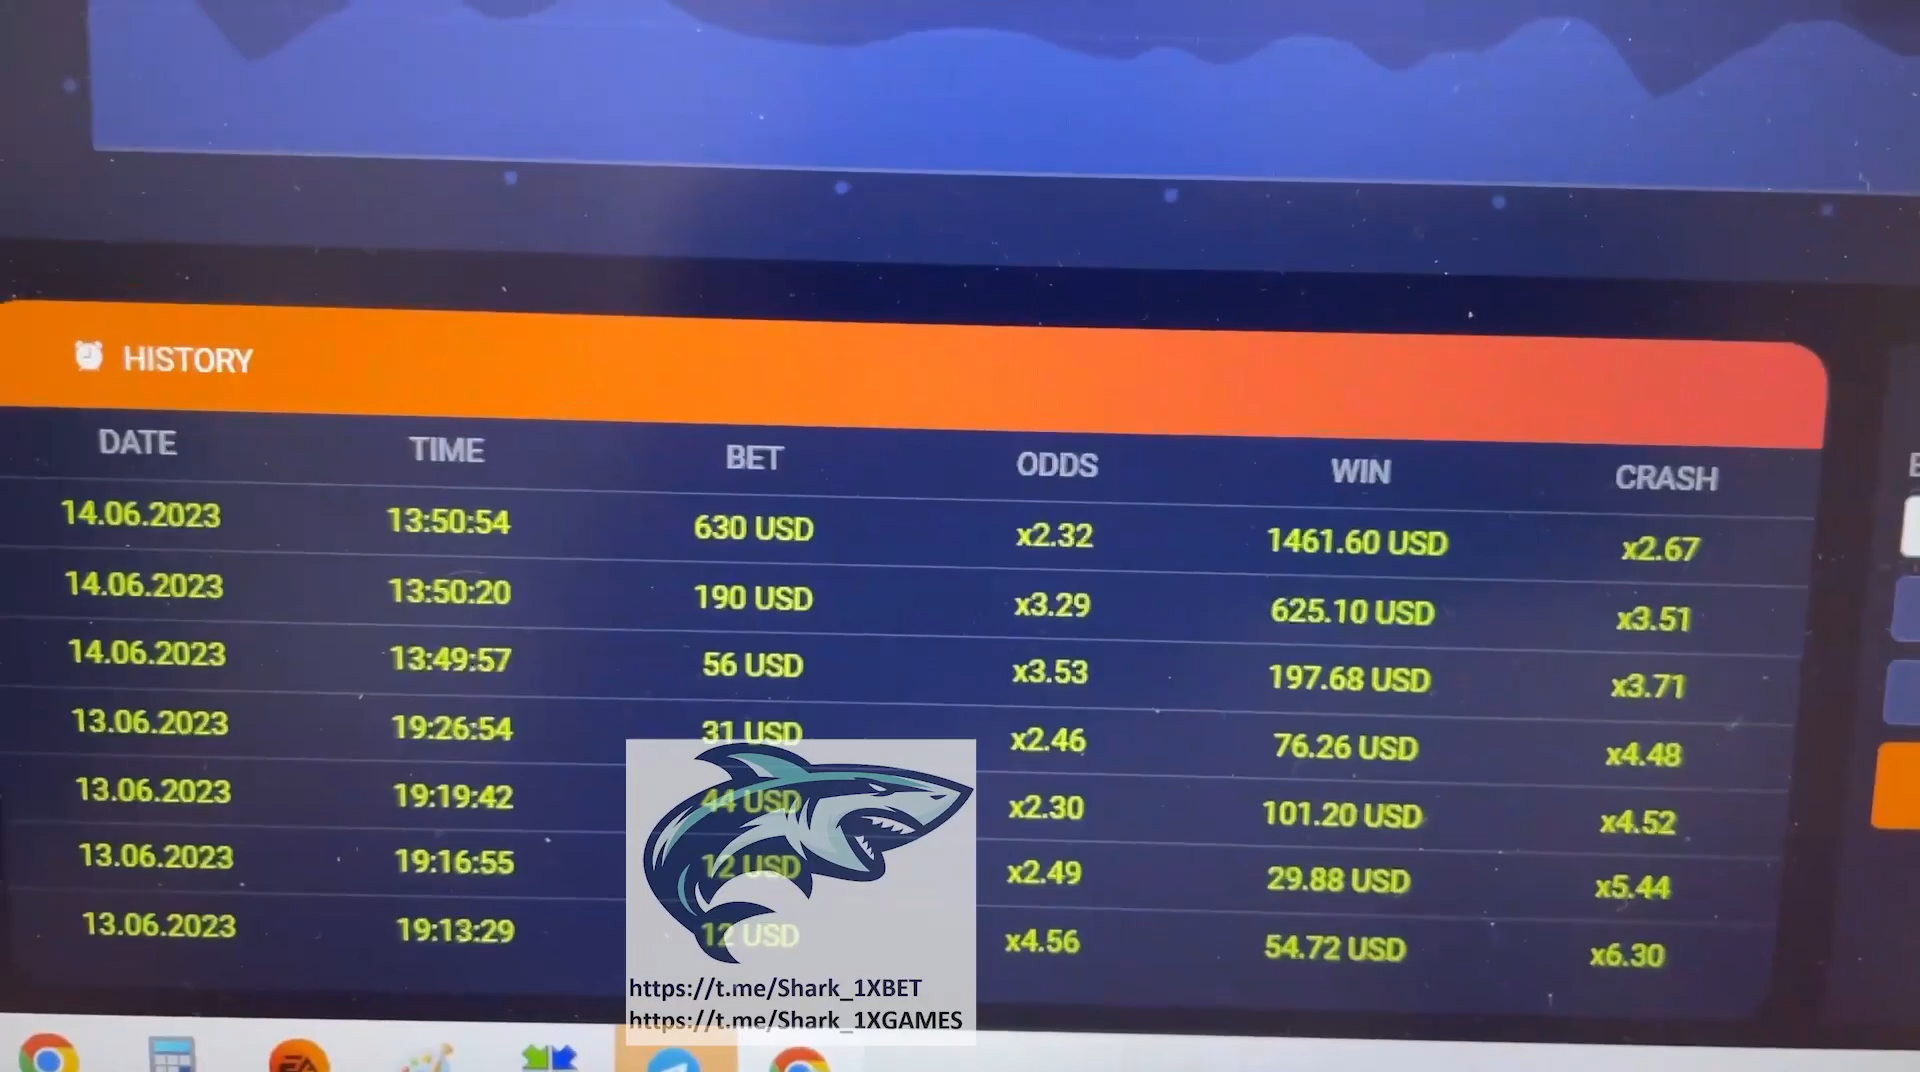 HISTORY
DATE TIME BET ODDS WIN CRASH
14.06.2023 13:50:54 630 USD x2.32 1461.60 USD x2.67
14.06.2023 13:50:20 190 USD x3.29 625.10 USD x3.51
14.06.2023 13:49:57 56 USD x3.53 197.68 USD x3.71
13.06.2023 19:26:54 31 USD x2.46 76.26 USD x4.48
13.06.2023 19:19:42 44 USD x2.30 101.20 USD x4.52
13.06.2023 19:16:55 12 USD x2.49 29.88 USD x5.44
13.06.2023 19:13:29 12 USD x4.56 54.72 USD x6.30
https://t.me/Shark_1XBET
https://t.me/Shark_1XGAMES
EA